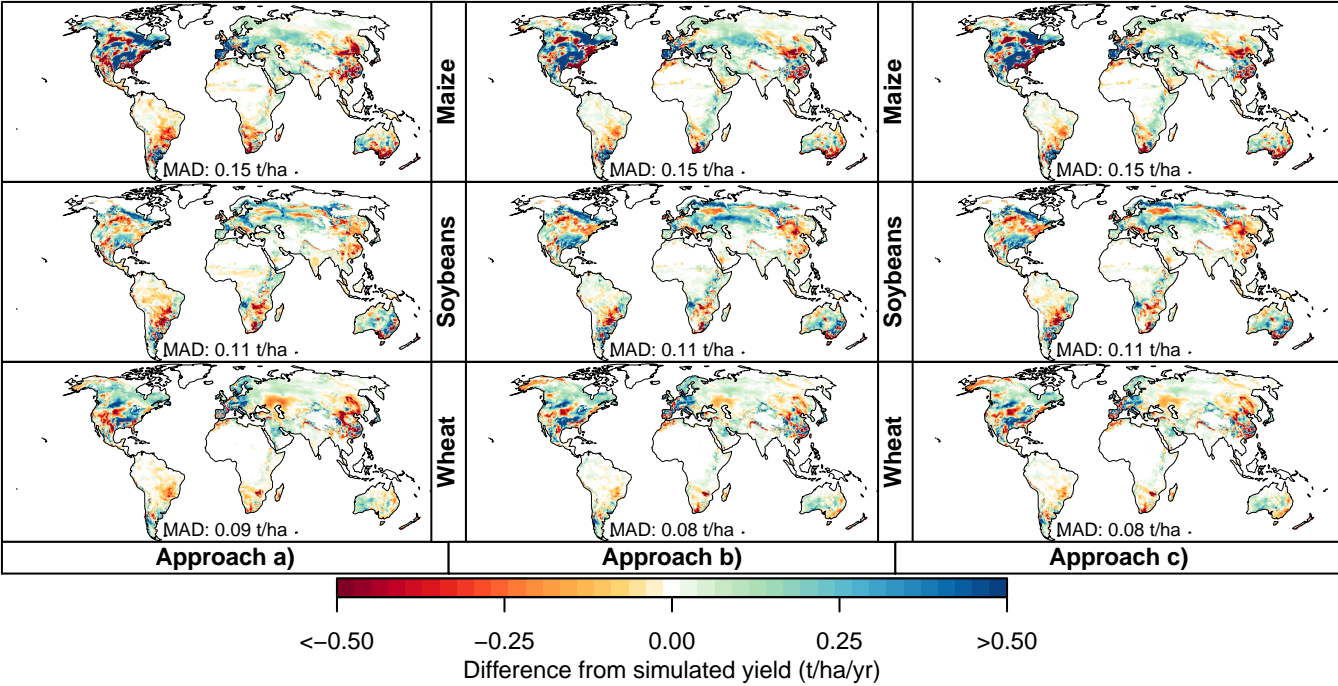 Maize
Maize
Maize
MAD: 0.15 t/ha
MAD: 0.15 t/ha
MAD: 0.15 t/ha
Soybeans
Soybeans
Soybeans
MAD: 0.11 t/ha
MAD: 0.11 t/ha
MAD: 0.11 t/ha
Wheat
Wheat
Wheat
MAD: 0.09 t/ha
MAD: 0.08 t/ha
MAD: 0.08 t/ha
Approach a)
Approach b)
Approach c)
<−0.50 −0.25 0.00 0.25 >0.50
Difference from simulated yield (t/ha/yr)